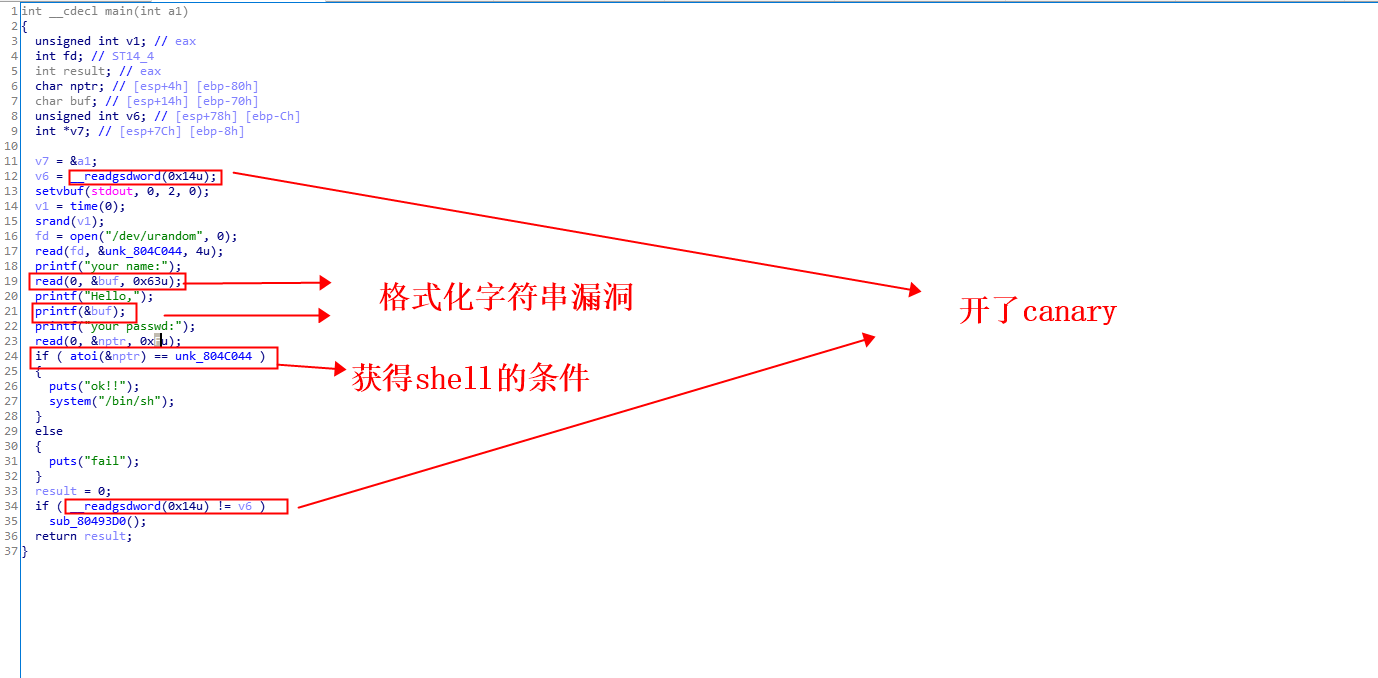 1 int __cdecl main(int a1)
2 {
3 unsigned int v1; // eax
4 int fd; // ST14_4
5 int result; // eax
6 char nptr; // [esp+4h] [ebp-80h]
7 char buf; // [esp+14h] [ebp-70h]
8 unsigned int v6; // [esp+78h] [ebp-Ch]
9 int *v7; // [esp+7Ch] [ebp-8h]
10
11 v7 = &a1;
12 v6 = __readgsdword(0x14u);
13 setvbuf(stdout, 0, 2, 0);
14 v1 = time(0);
15 srand(v1);
16 fd = open("/dev/urandom", 0);
17 read(fd, &unk_804C044, 4u);
18 printf("your name:");
19 read(0, &buf, 0x63u);
20 printf("Hello,");
21 printf(&buf);
22 printf("your passwd:");
23 read(0, &nptr, 0x u);
24 if ( atoi(&nptr) == unk_804C044 )
25 {
26 puts("ok!!");
27 system("/bin/sh");
28 }
29 else
30 {
31 puts("fail");
32 }
33 result = 0;
34 if ( __readgsdword(0x14u) != v6 )
35 sub_80493D0();
36 return result;
37 }
格式化字符串漏洞
获得shell的条件
开了canary